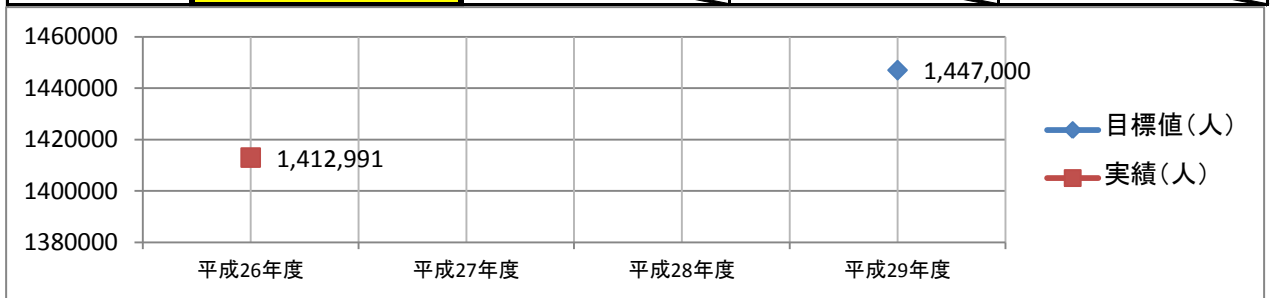 1460000
1440000
1420000
1400000
1380000
1,412,991
1,447,000
平成26年度
平成27年度
平成28年度
平成29年度
目標値(人)
実績(人)